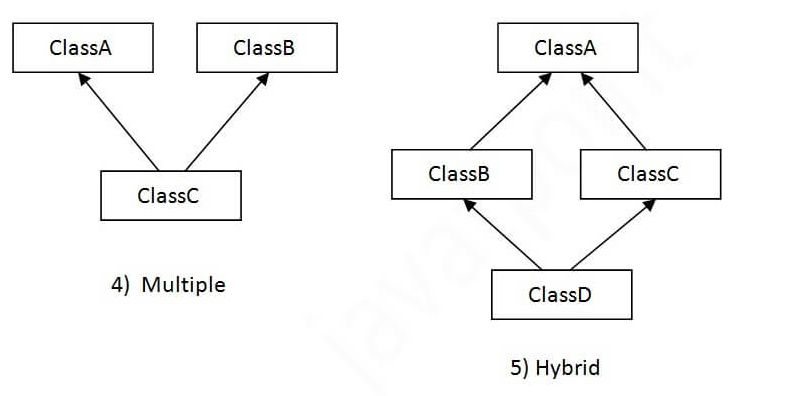 ClassA
ClassB
ClassC
4) Multiple
ClassA
ClassB
ClassC
ClassD
5) Hybrid